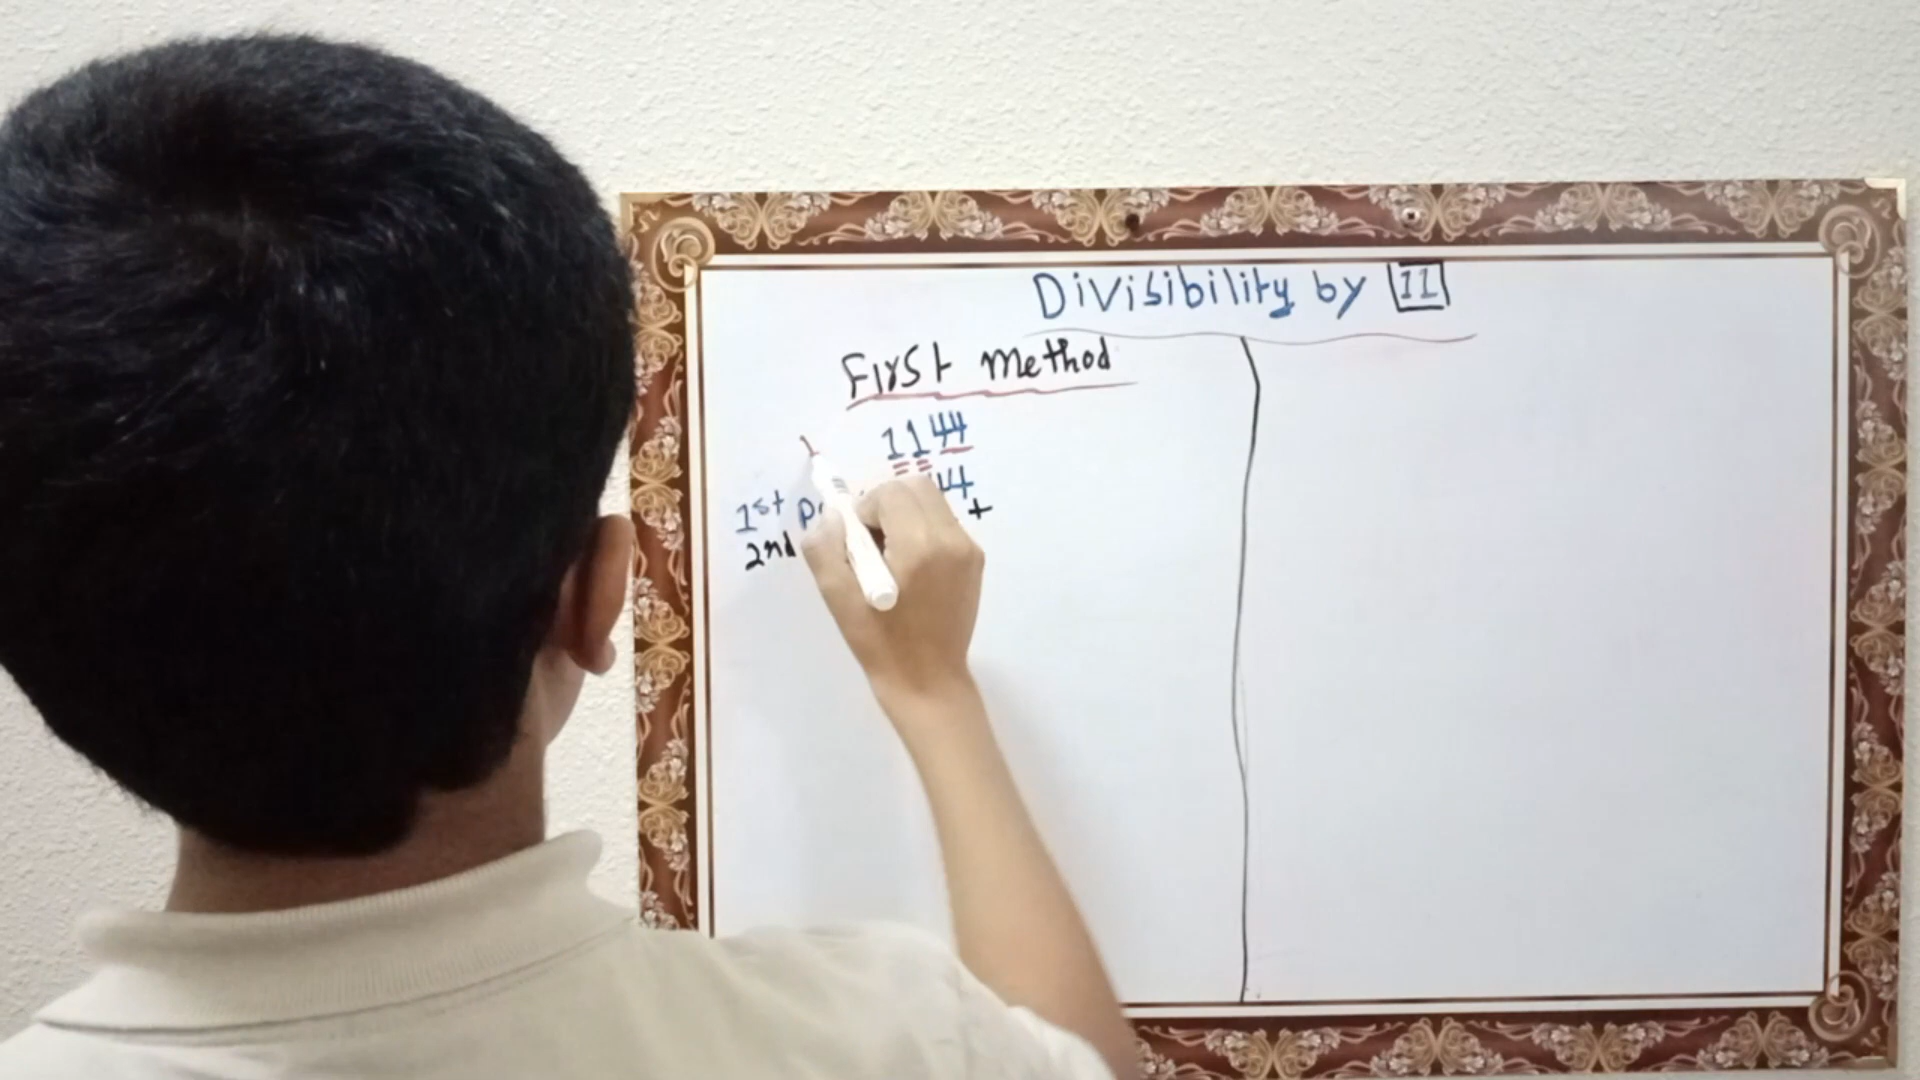 Divisibility by 11
First Method
1144
44
1st
+
2nd